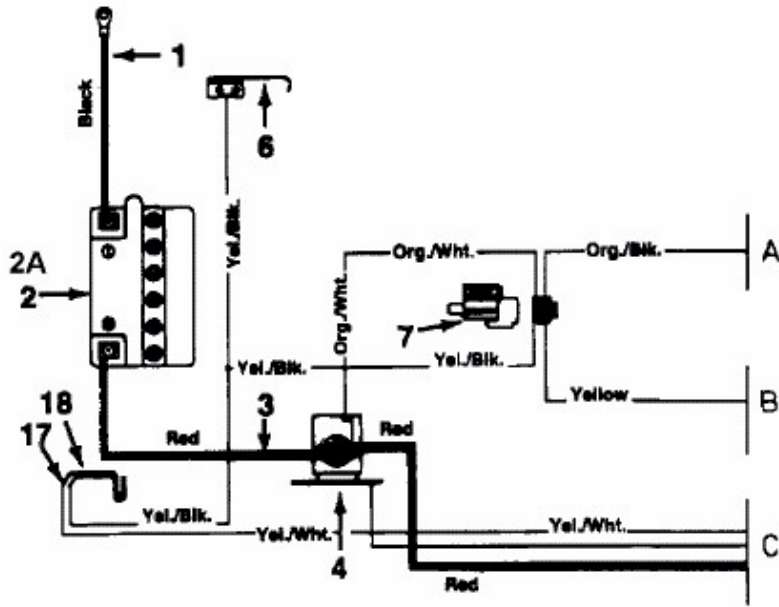 1
Black
6
Yel./Blk.
2A
2
Org./Wht.
Org./Wht.
Org./Blk.
A
7
Yel./Blk.
Yel./Blk.
Yellow
B
18
17
Red
3
Red
Yel./Blk.
Yel./Wht.
Yel./Wht.
4
C
Red